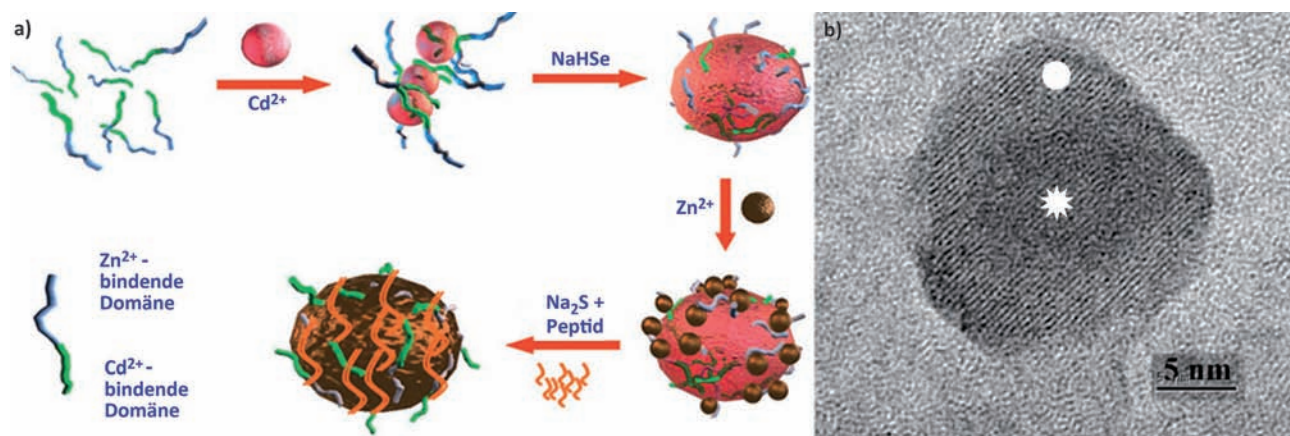 a)
Cd²⁺
NaHSe
Zn²⁺
Na₂S +
Peptid
Zn²⁺ -
bindende
Domäne
Cd²⁺-
bindende
Domäne
b)
5 nm